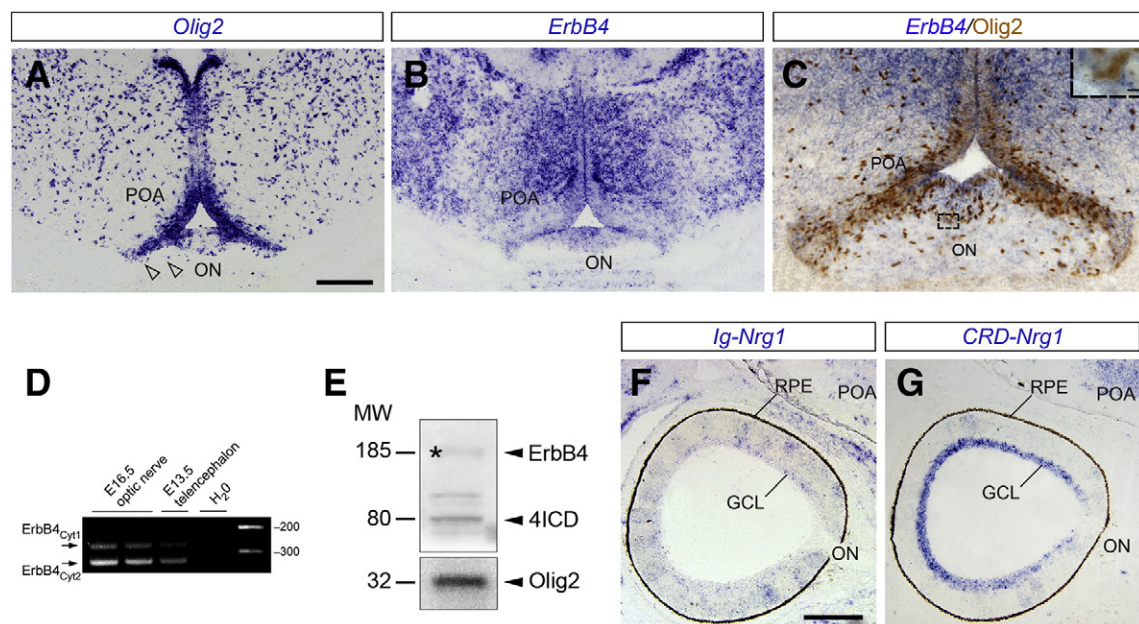 Olig2
ErbB4
ErbB4/Olig2
A
POA
ON
B
POA
ON
C
POA
ON
D
E16.5
optic nerve
E13.5
telencephalon
H20
ErbB4Cyt1
ErbB4Cyt2
–200
–300
E
MW
185
*
ErbB4
80
4ICD
32
Olig2
Ig-Nrg1
CRD-Nrg1
F
RPE
POA
GCL
ON
G
RPE
POA
GCL
ON